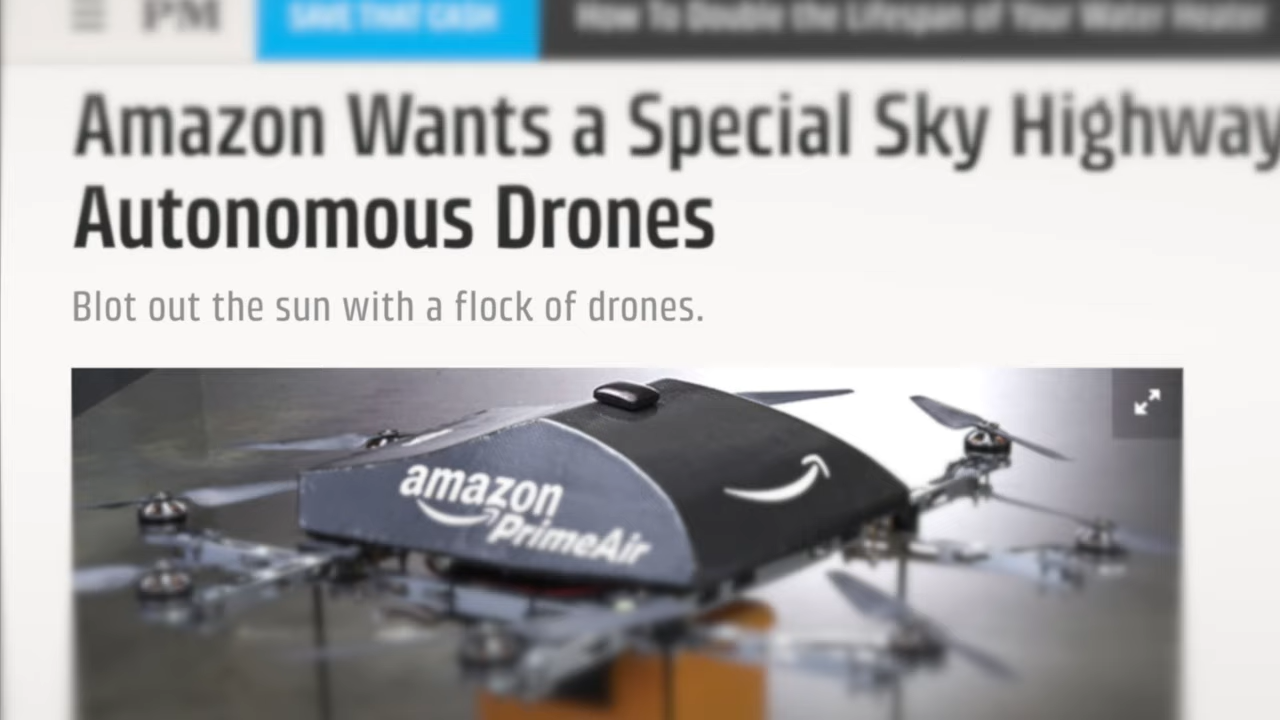 PM
SAVE THAT CASH
How To Double the Lifespan of Your Water Heater
Amazon Wants a Special Sky Highway
Autonomous Drones
Blot out the sun with a flock of drones.
amazon
PrimeAir